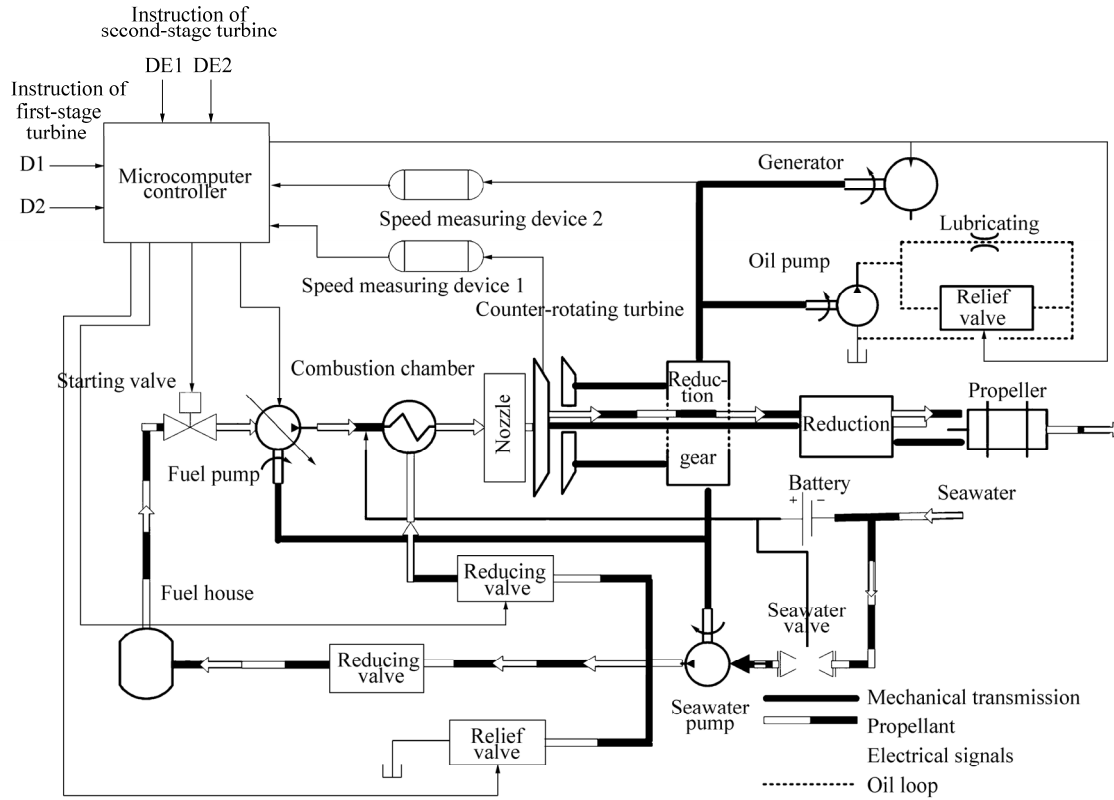 Instruction of
second-stage turbine
DE1 DE2
Instruction of
first-stage
turbine
D1
D2
Microcomputer
controller
Generator
Speed measuring device 2
Lubricating
Oil pump
Speed measuring device 1
Relief
valve
Counter-rotating turbine
Combustion chamber
Starting valve
Nozzle
Reduc-
tion
gear
Reduction
Propeller
Fuel pump
Battery
+ −
Seawater
Reducing
valve
Fuel house
Seawater
valve
Reducing
valve
Seawater
pump
Relief
valve
Mechanical transmission
Propellant
Electrical signals
Oil loop